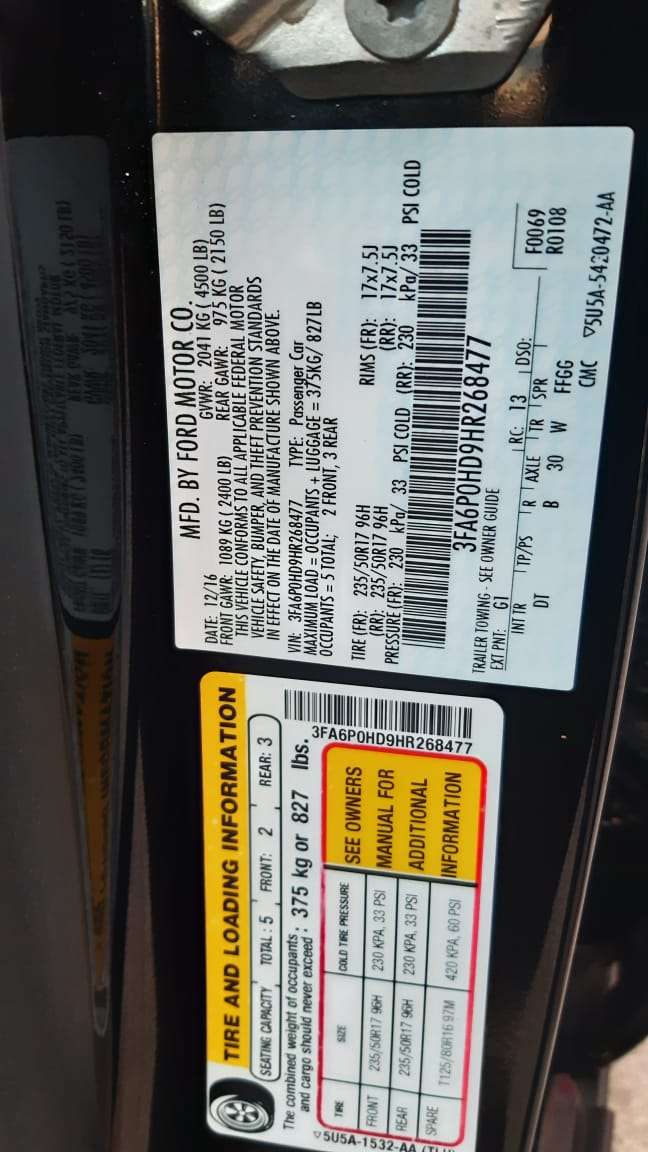 MFD. BY FORD MOTOR CO.
DATE: 12/16 GVWR: 2041 KG ( 4500 LB)
FRONT GAWR: 1089 KG ( 2400 LB) REAR GAWR: 975 KG ( 2150 LB)
THIS VEHICLE CONFORMS TO ALL APPLICABLE FEDERAL MOTOR
VEHICLE SAFETY, BUMPER, AND THEFT PREVENTION STANDARDS
IN EFFECT ON THE DATE OF MANUFACTURE SHOWN ABOVE.
VIN: 3FA6P0HD9HR268477 TYPE: Passenger Car
MAXIMUM LOAD = OCCUPANTS + LUGGAGE = 375KG/ 827LB
OCCUPANTS = 5 TOTAL; 2 FRONT, 3 REAR
TIRE (FR): 235/50R17 96H RIMS (FR): 17x7.5J
(RR): 235/50R17 96H (RR): 17x7.5J
PRESSURE (FR): 230 kPa/ 33 PSI COLD (RR): 230 kPa/ 33 PSI COLD
3FA6P0HD9HR268477
TRAILER TOWING - SEE OWNER GUIDE
EXT PNT: G1 RC: 13 DSO: F0069
R0108
INT TR TP/PS R AXLE TR SPR
DT B 30 W FFGG
CMC 5U5A-5420472-AA
TIRE AND LOADING INFORMATION
SEATING CAPACITY TOTAL: 5 FRONT: 2 REAR: 3
The combined weight of occupants
and cargo should never exceed: 375 kg or 827 lbs.
3FA6P0HD9HR268477
TIRE SIZE COLD TIRE PRESSURE
FRONT 235/50R17 96H 230 KPA, 33 PSI
REAR 235/50R17 96H 230 KPA, 33 PSI
SPARE T125/80R16 97M 420 KPA, 60 PSI
SEE OWNERS
MANUAL FOR
ADDITIONAL
INFORMATION
5U5A-1532-AA